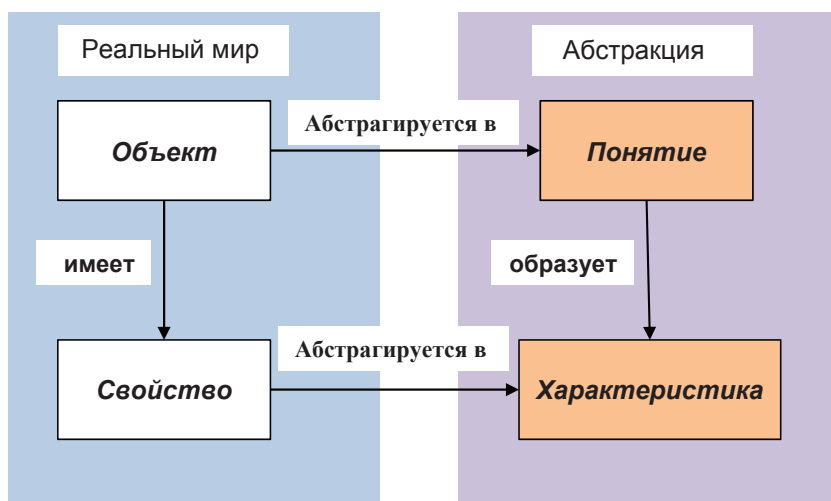 Реальный мир
Абстракция
Абстрагируется в
Объект
Понятие
имеет
образует
Абстрагируется в
Свойство
Характеристика